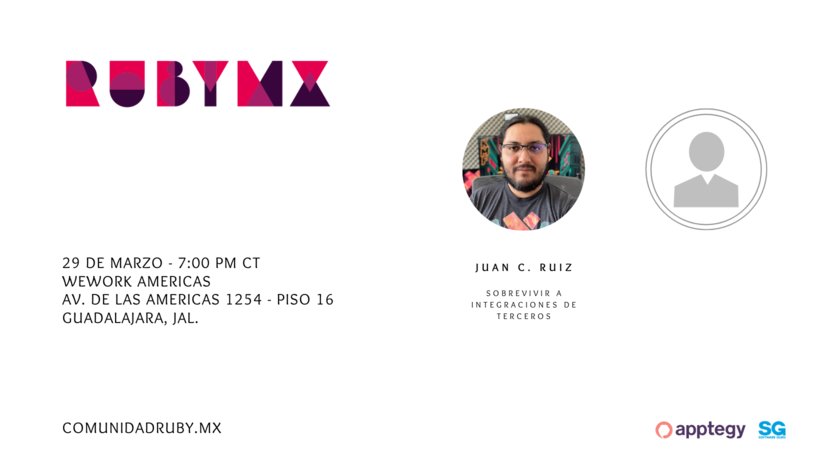 RUBYMX
29 DE MARZO - 7:00 PM CT
WEWORK AMERICAS
AV. DE LAS AMERICAS 1254 - PISO 16
GUADALAJARA, JAL.
JUAN C. RUIZ
SOBREVIVIR A
INTEGRACIONES DE
TERCEROS
COMUNIDADRUBY.MX
apptegy
SG